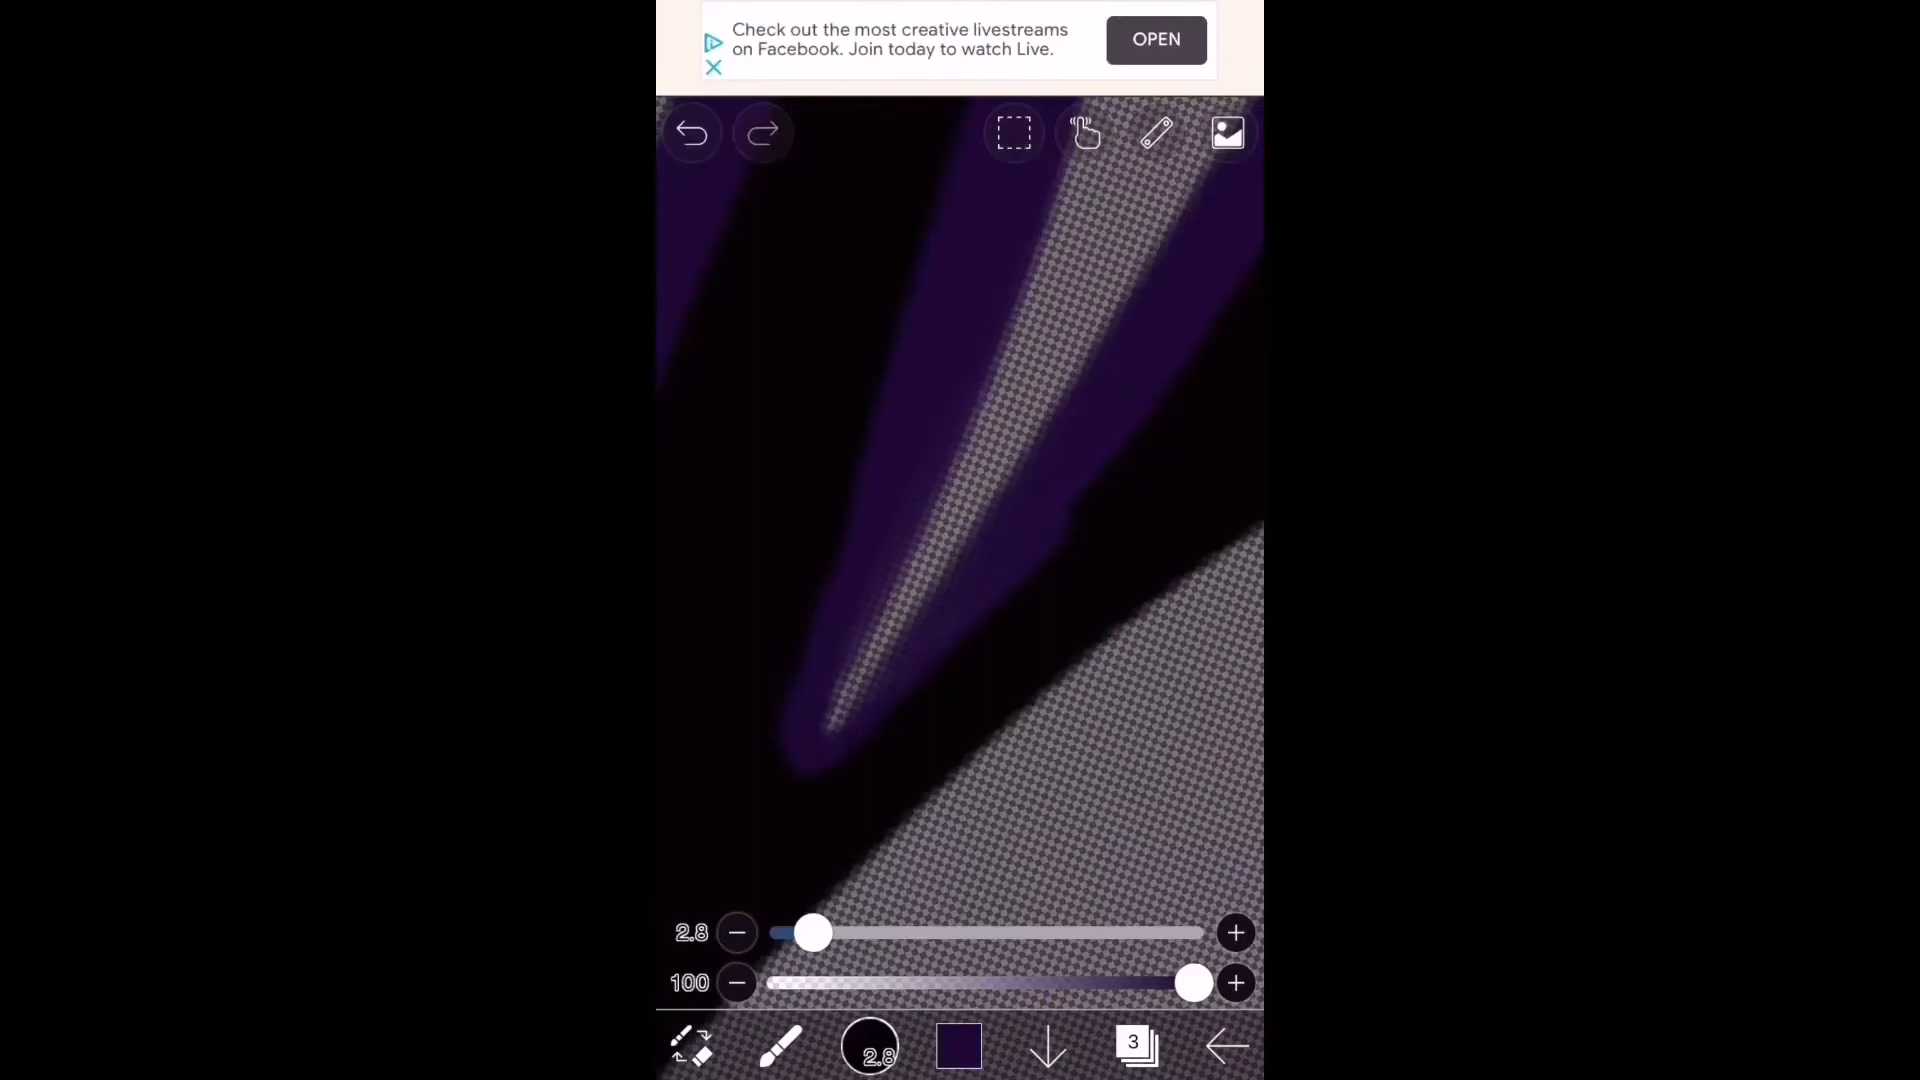 Check out the most creative livestreams
on Facebook. Join today to watch Live.
OPEN
2.8
100
2.8
3